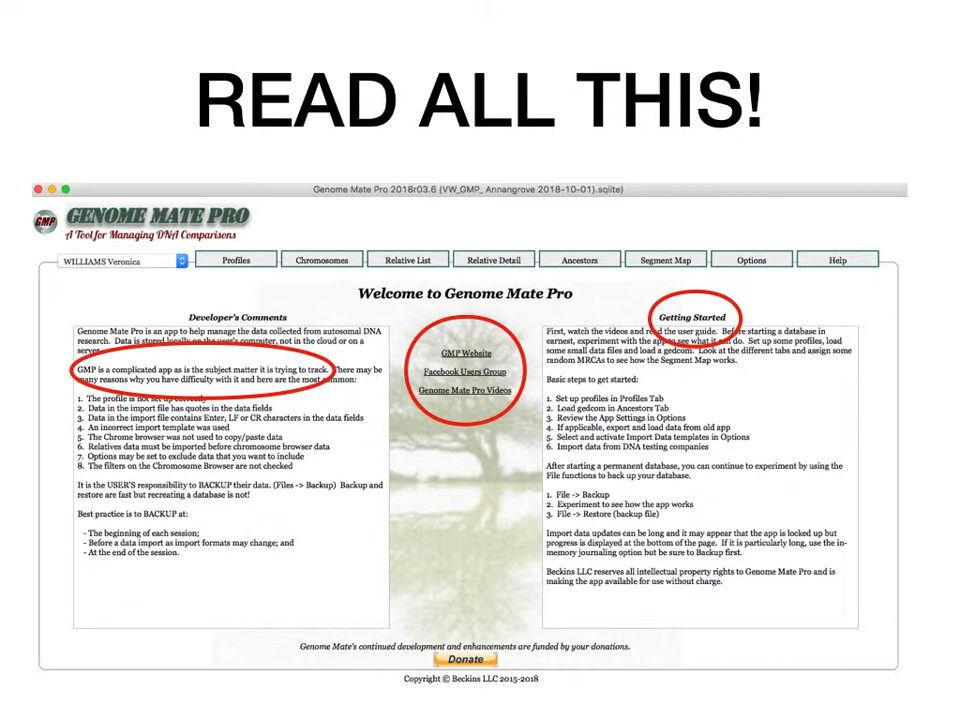 READ ALL THIS!
Genome Mate Pro 2018r03.6 (VW_GMP_ Annangrove 2018-10-01).sqlite)
GMP
GENOME MATE PRO
A Tool for Managing DNA Comparisons
WILLIAMS Veronica
Profiles
Chromosomes
Relative List
Relative Detail
Ancestors
Segment Map
Options
Help
Welcome to Genome Mate Pro
Developer's Comments
Genome Mate Pro is an app to help manage the data collected from autosomal DNA
research. Data is stored locally on the user's computer, not in the cloud or on a
server.
GMP is a complicated app as is the subject matter it is trying to track. There may be
many reasons why you have difficulty with it and here are the most common:
1. The profile is not set up correctly
2. Data in the import file has quotes in the data fields
3. Data in the import file contains Enter, LF or CR characters in the data fields
4. An incorrect import template was used
5. The Chrome browser was not used to copy/paste data
6. Relatives data must be imported before chromosome browser data
7. Options may be set to exclude data that you want to include
8. The filters on the Chromosome Browser are not checked
It is the USER'S responsibility to BACKUP their data. (Files -> Backup) Backup and
restore are fast but recreating a database is not!
Best practice is to BACKUP at:
- The beginning of each session;
- Before a data import as import formats may change; and
- At the end of the session.
GMP Website
Facebook Users Group
Genome Mate Pro Videos
Getting Started
First, watch the videos and read the user guide. Before starting a database in
earnest, experiment with the app to see what it can do. Set up some profiles, load
some small data files and load a gedcom. Look at the different tabs and assign some
random MRCAs to see how the Segment Map works.
Basic steps to get started:
1. Set up profiles in Profiles Tab
2. Load gedcom in Ancestors Tab
3. Review the App Settings in Options
4. If applicable, export and load data from old app
5. Select and activate Import Data templates in Options
6. Import data from DNA testing companies
After starting a permanent database, you can continue to experiment by using the
File functions to back up your database.
1. File -> Backup
2. Experiment to see how the app works
3. File -> Restore (backup file)
Import data updates can be long and it may appear that the app is locked up but
progress is displayed at the bottom of the page. If it is particularly long, use the in-
memory journaling option but be sure to Backup first.
Beckins LLC reserves all intellectual property rights to Genome Mate Pro and is
making the app available for use without charge.
Genome Mate's continued development and enhancements are funded by your donations.
Donate
Copyright © Beckins LLC 2015-2018